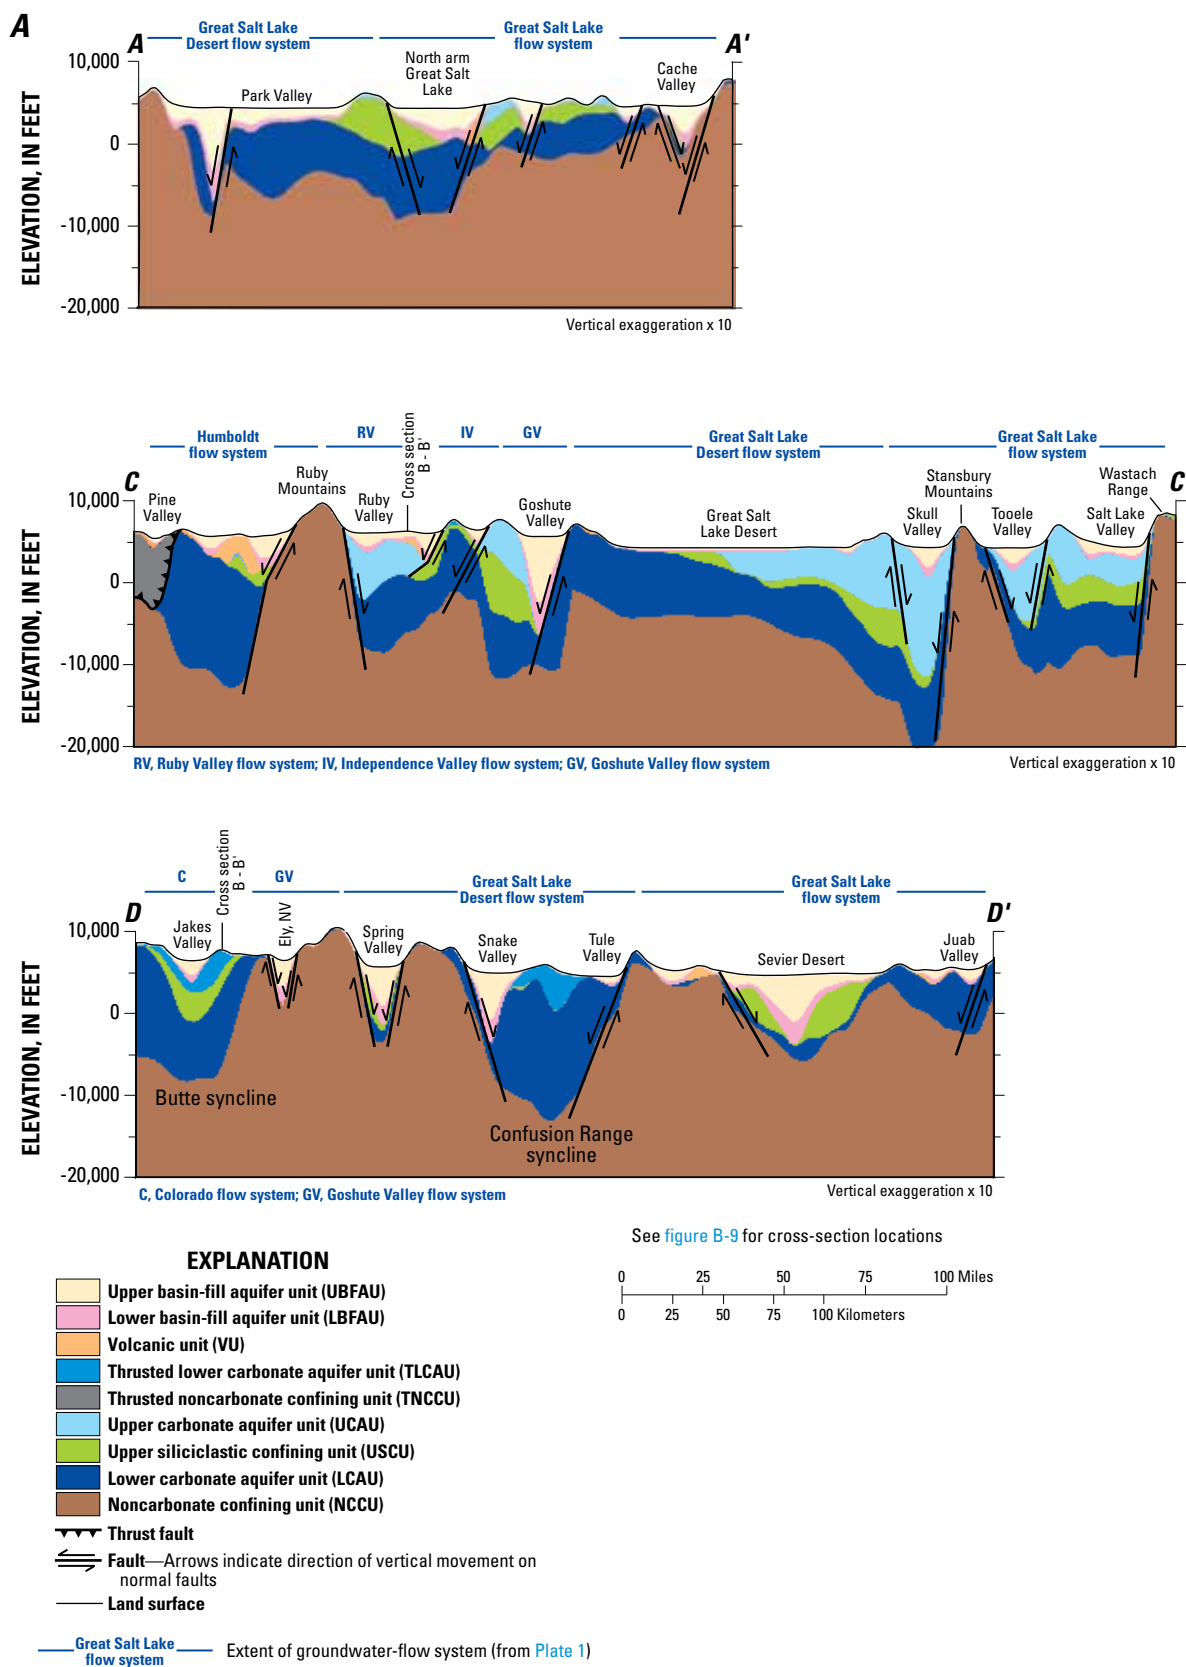 A
Great Salt Lake
Desert flow system
Great Salt Lake
flow system
A
A'
ELEVATION, IN FEET
10,000
0
-10,000
-20,000
Park Valley
North arm
Great Salt
Lake
Cache
Valley
Vertical exaggeration x 10
Humboldt
flow system
RV
Cross section
B - B'
IV
GV
Great Salt Lake
Desert flow system
Great Salt Lake
flow system
C
C
ELEVATION, IN FEET
10,000
0
-10,000
-20,000
Pine
Valley
Ruby
Mountains
Ruby
Valley
Goshute
Valley
Great Salt
Lake Desert
Skull
Valley
Stansbury
Mountains
Tooele
Valley
Salt Lake
Valley
Wastach
Range
RV, Ruby Valley flow system; IV, Independence Valley flow system; GV, Goshute Valley flow system
Vertical exaggeration x 10
C
Cross section
B - B'
GV
Great Salt Lake
Desert flow system
Great Salt Lake
flow system
D
D'
ELEVATION, IN FEET
10,000
0
-10,000
-20,000
Jakes
Valley
Ely, NV
Spring
Valley
Snake
Valley
Tule
Valley
Sevier Desert
Juab
Valley
Butte syncline
Confusion Range
syncline
C, Colorado flow system; GV, Goshute Valley flow system
Vertical exaggeration x 10
See figure B-9 for cross-section locations
0 25 50 75 100 Miles
0 25 50 75 100 Kilometers
EXPLANATION
Upper basin-fill aquifer unit (UBFAU)
Lower basin-fill aquifer unit (LBFAU)
Volcanic unit (VU)
Thrusted lower carbonate aquifer unit (TLCAU)
Thrusted noncarbonate confining unit (TNCCU)
Upper carbonate aquifer unit (UCAU)
Upper siliciclastic confining unit (USCU)
Lower carbonate aquifer unit (LCAU)
Noncarbonate confining unit (NCCU)
Thrust fault
Fault—Arrows indicate direction of vertical movement on
normal faults
Land surface
Great Salt Lake
flow system
Extent of groundwater-flow system (from Plate 1)